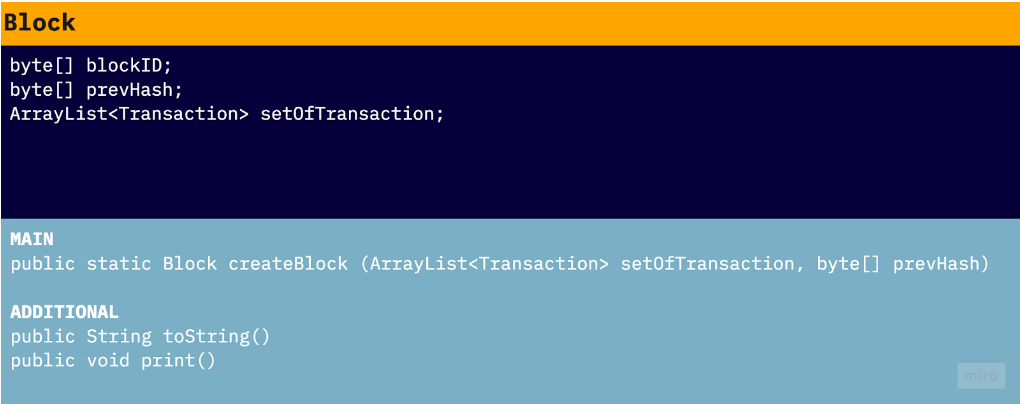 Block
byte[] blockID;
byte[] prevHash;
ArrayList<Transaction> setOfTransaction;
MAIN
public static Block createBlock (ArrayList<Transaction> setOfTransaction, byte[] prevHash)
ADDITIONAL
public String toString()
public void print()
miro